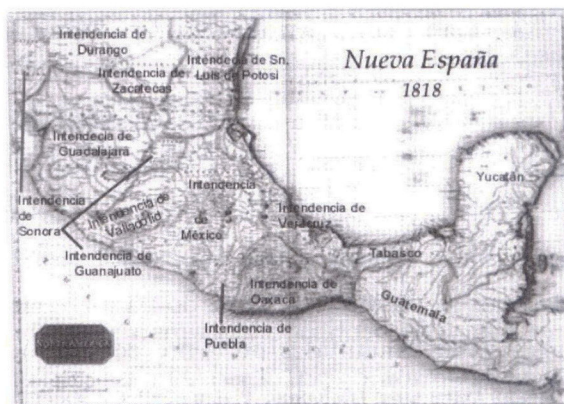 Intendencia de
Durango
Intendecia de Sn.
Luis de Potosi
Intendencia de
Zacatecas
Nueva España
1818
Intendecia de
Guadalajara
Intendencia
de
México
Yucatán
Intendencia
de
Sonora
Intendencia de
Valladolid
Intendencia de
Veracruz
Tabasco
Intendencia de
Guanajuato
Intendencia de
Oaxaca
Guatemala
Intendencia de
Puebla